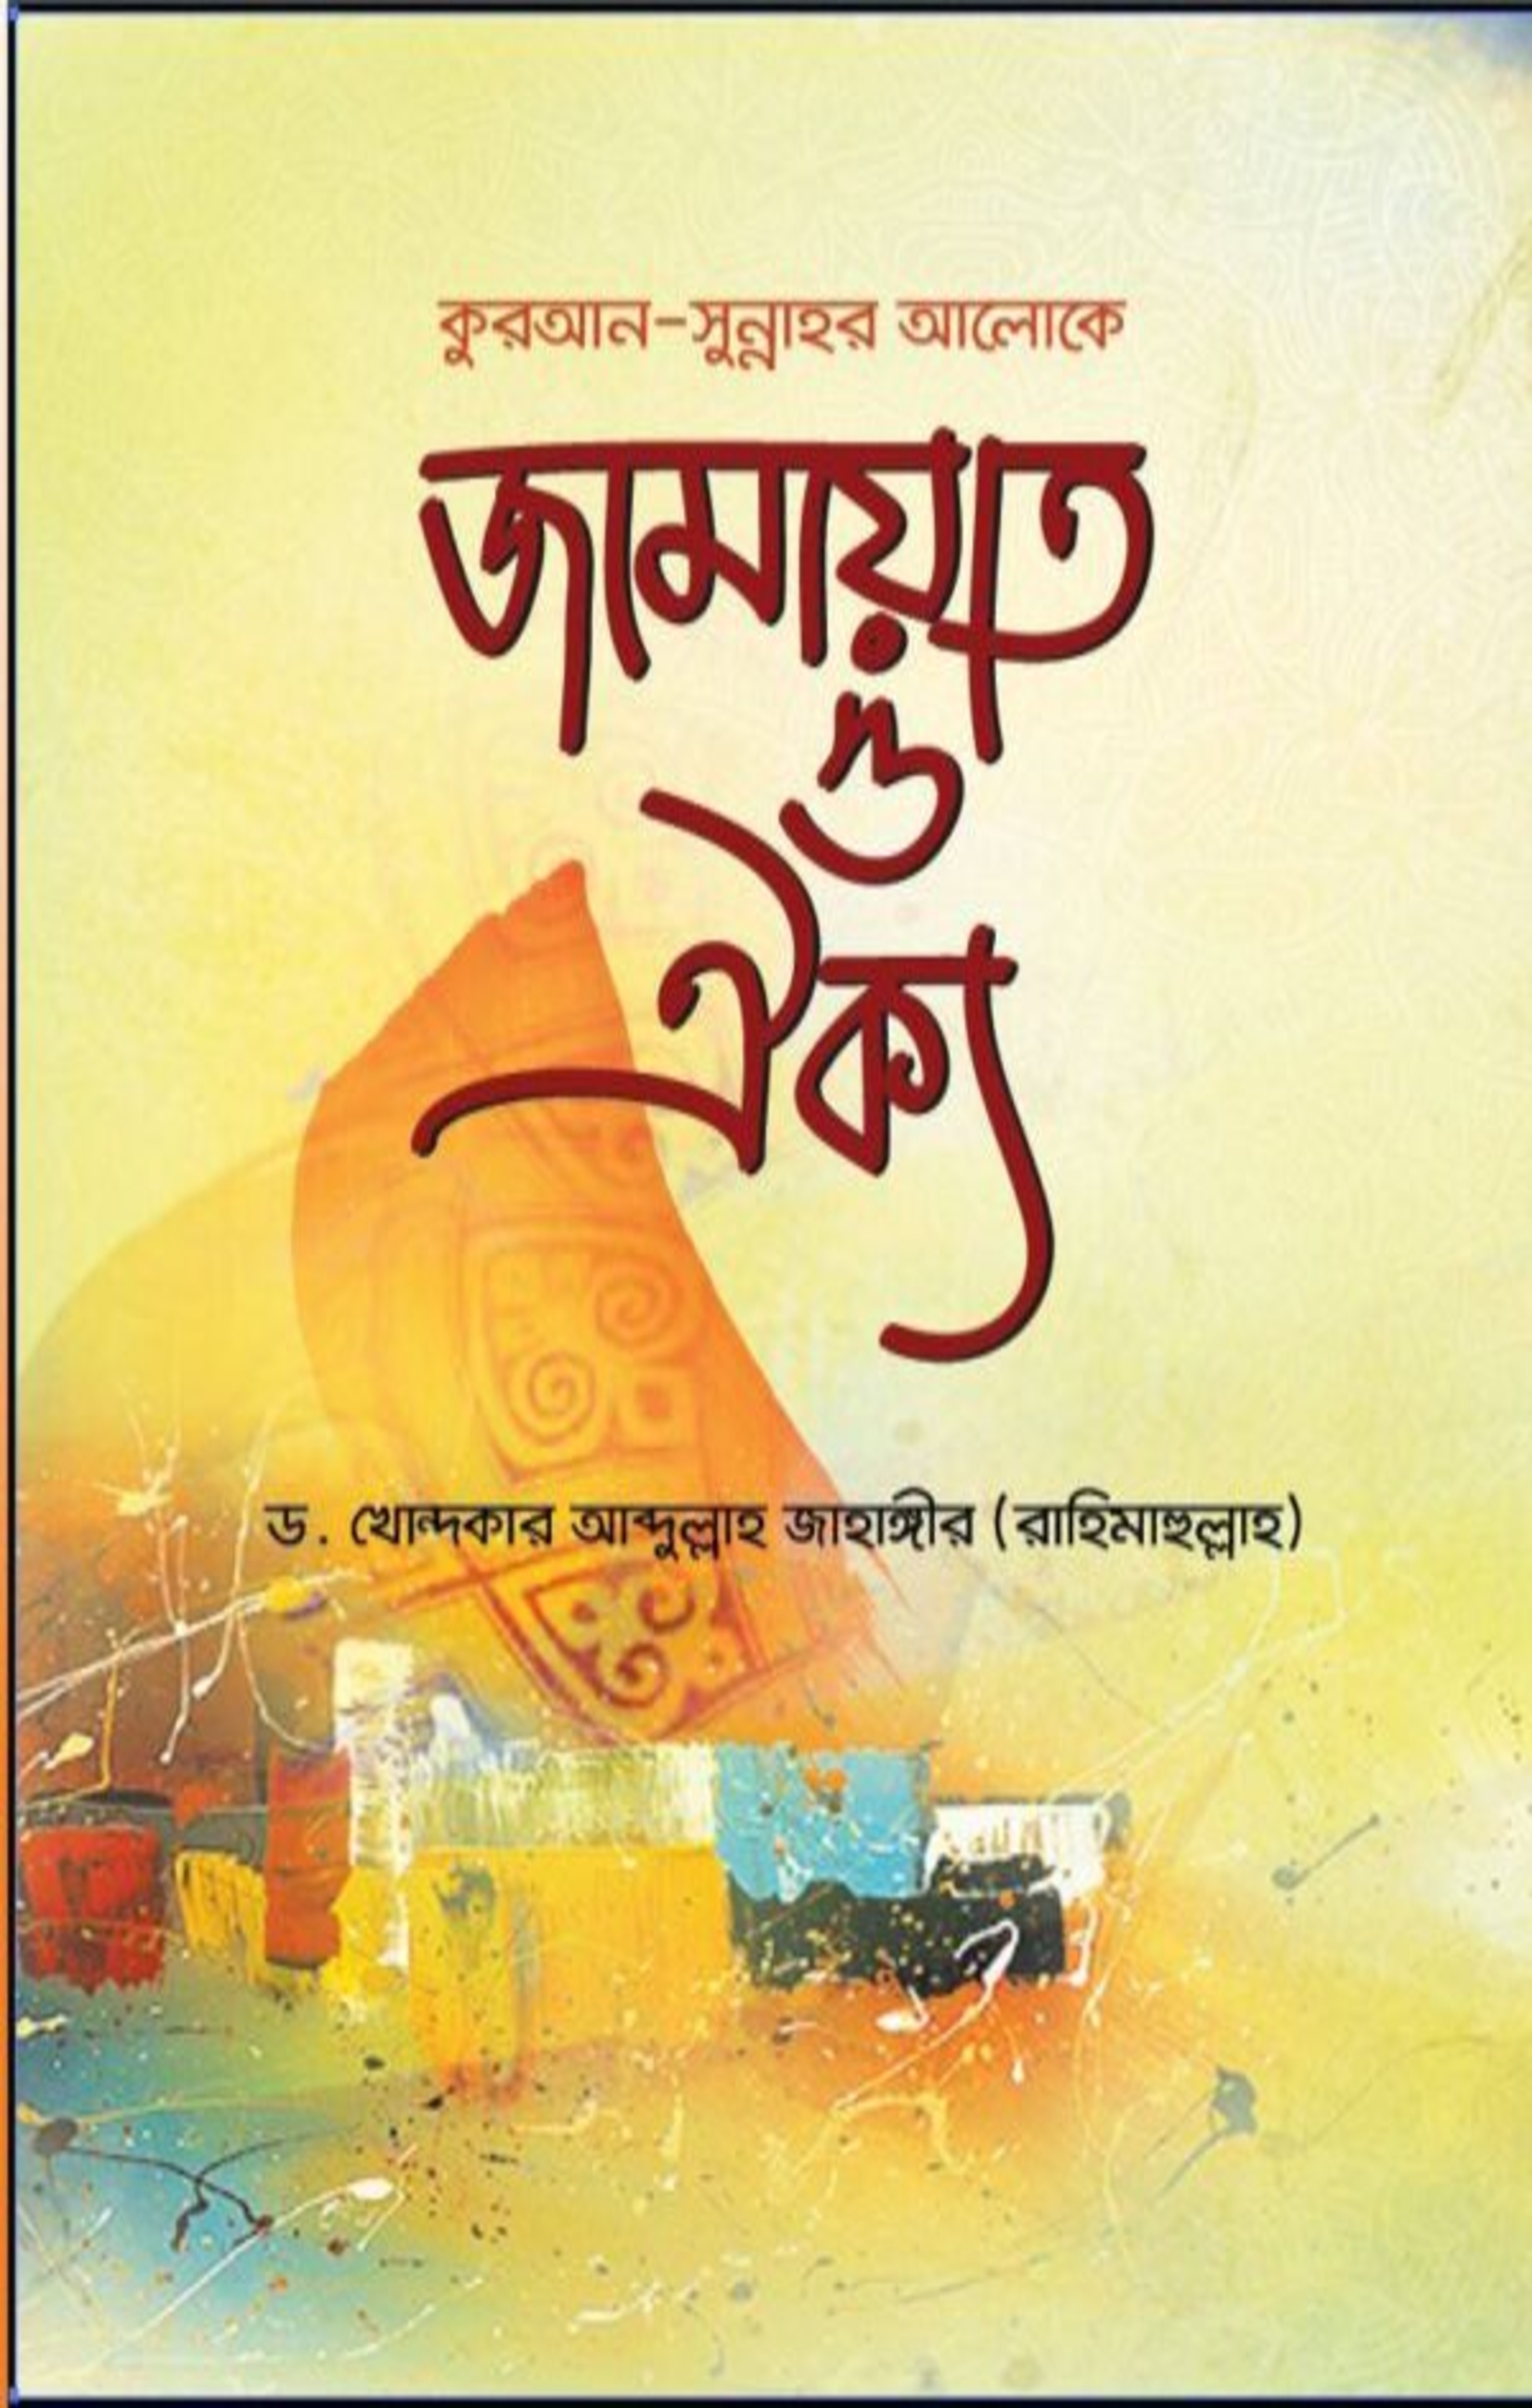 কুরআন-সুন্নাহর আলোকে
জামায়াত
ও
ঐক্য
ড. খোন্দকার আব্দুল্লাহ জাহাঙ্গীর (রাহিমাহুল্লাহ)